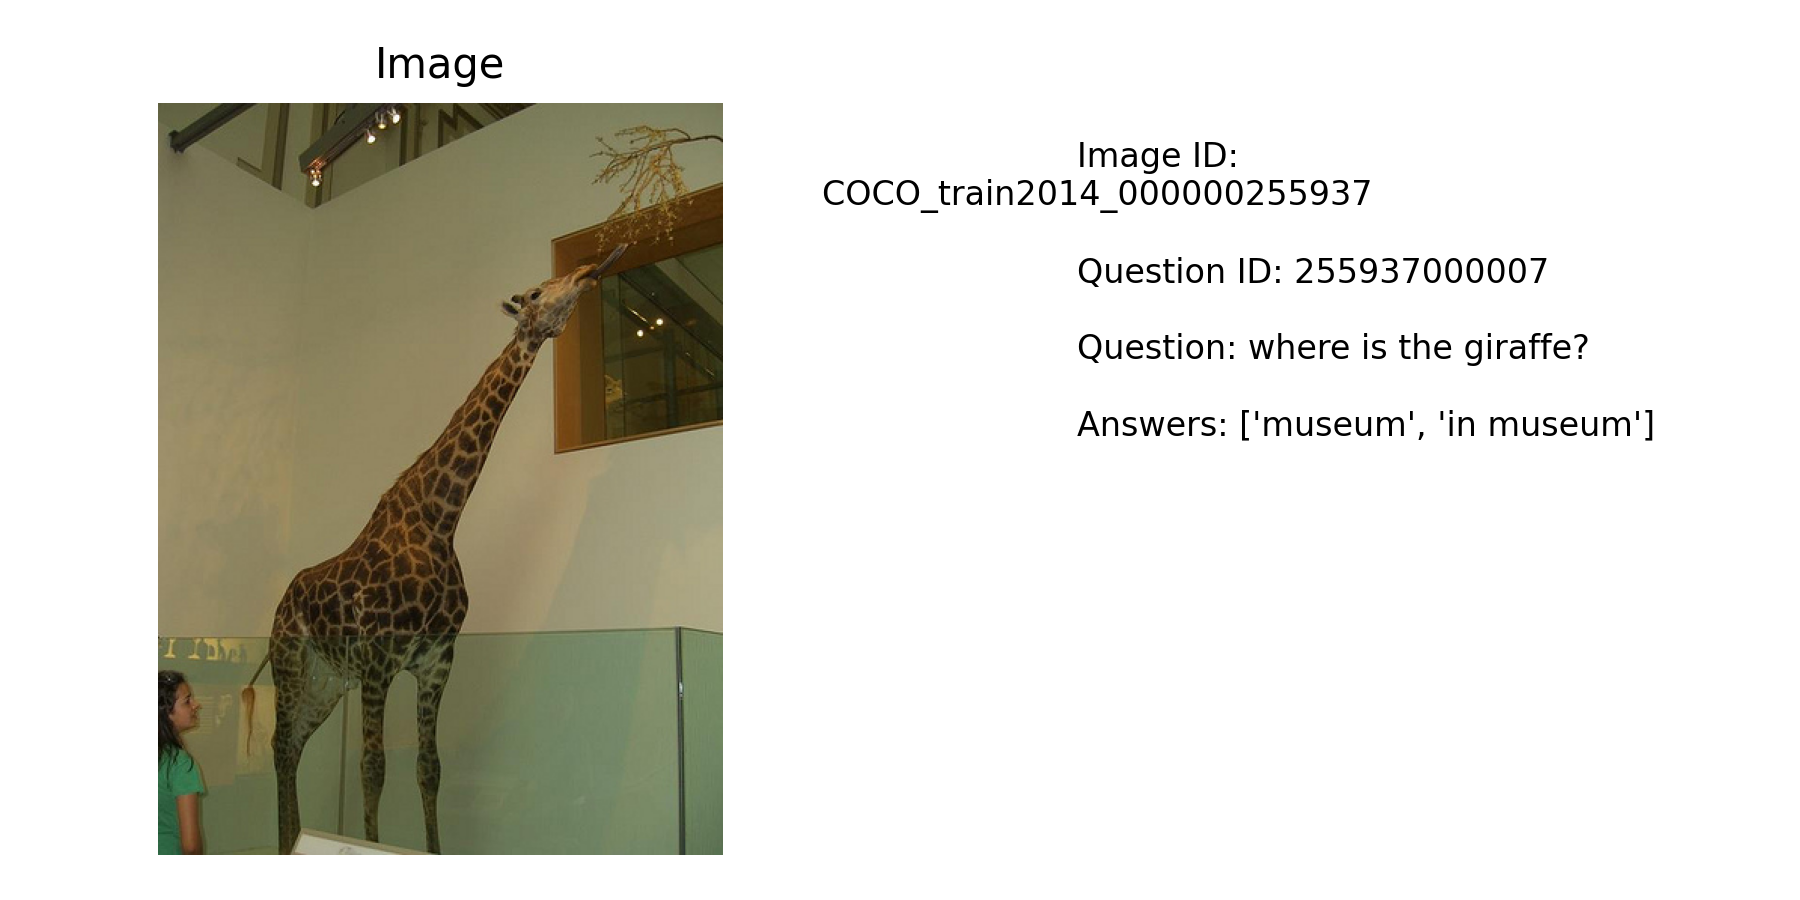 Image
Image ID:
COCO_train2014_000000255937
Question ID: 255937000007
Question: where is the giraffe?
Answers: ['museum', 'in museum']